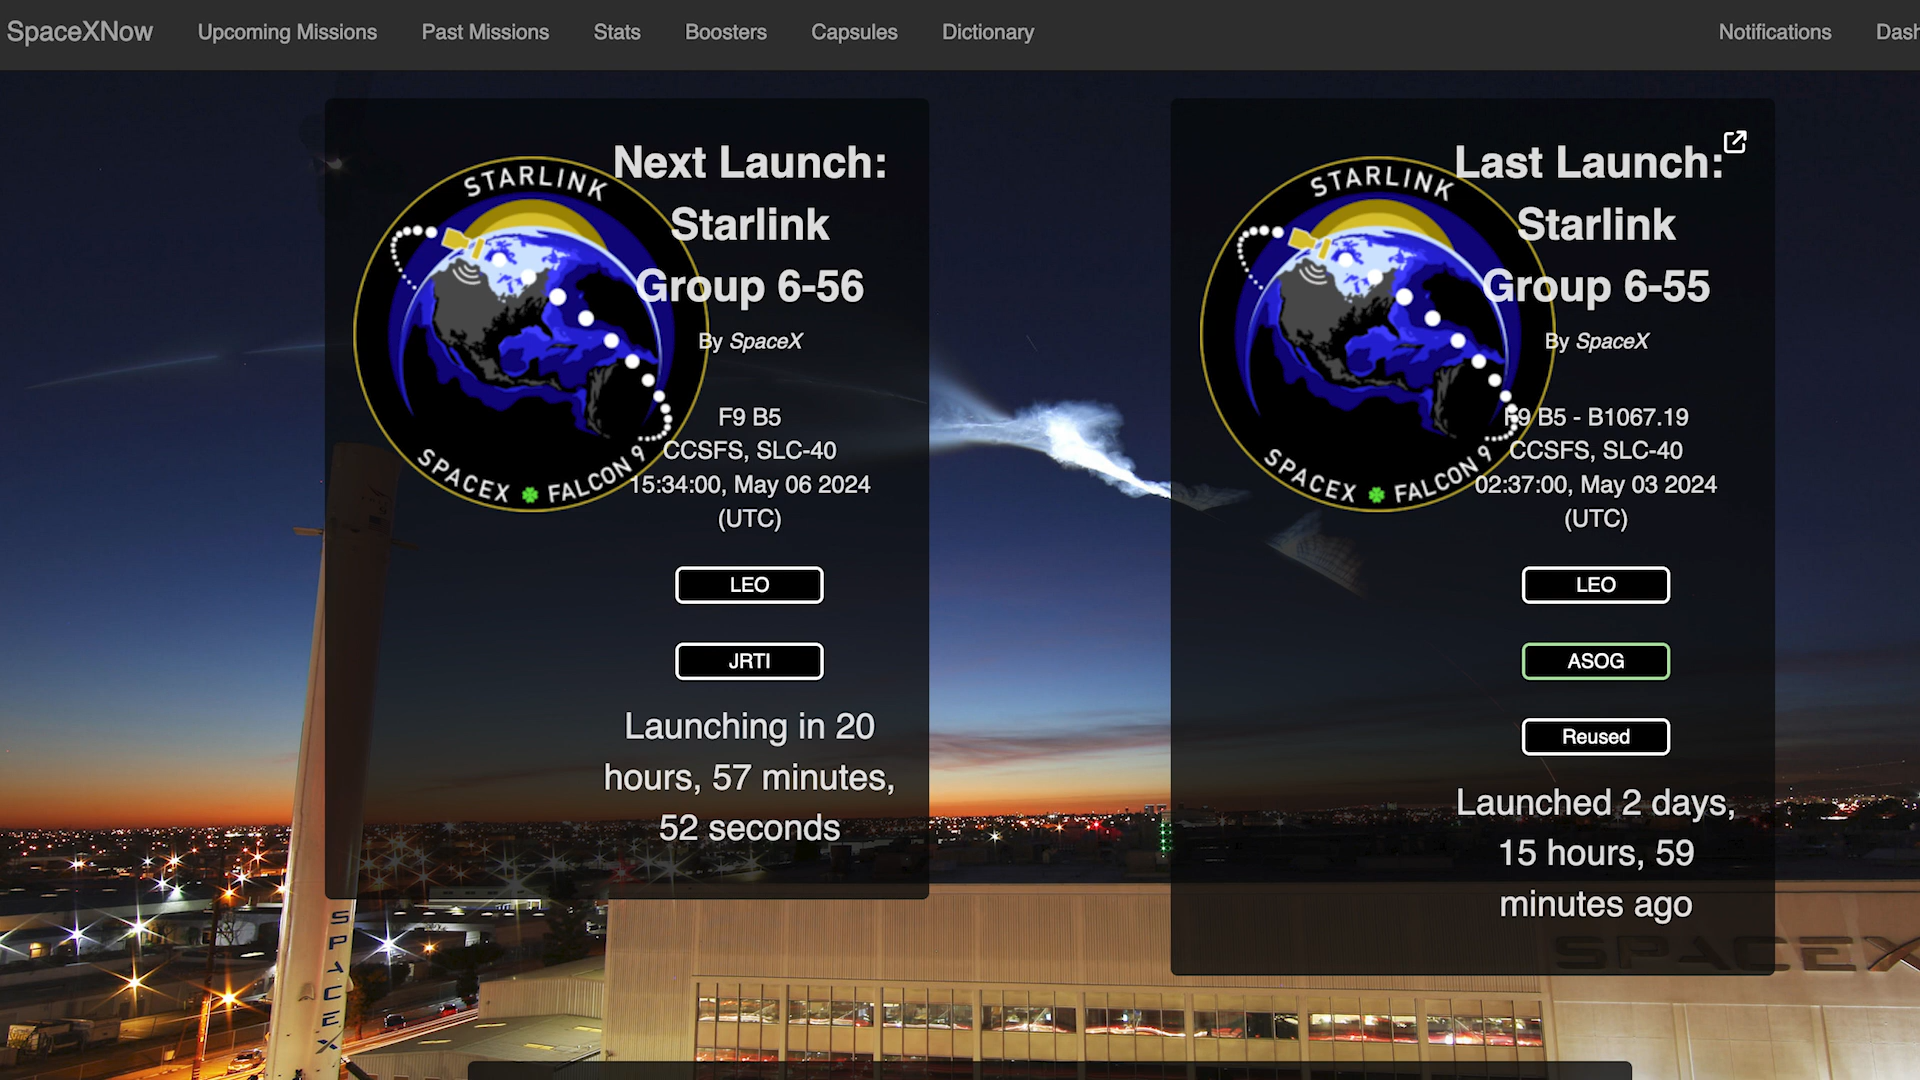 SpaceXNow Upcoming Missions Past Missions Stats Boosters Capsules Dictionary Notifications Dash
Next Launch:
Starlink
Group 6-56
By SpaceX
F9 B5
CCSFS, SLC-40
15:34:00, May 06 2024
(UTC)
LEO
JRTI
Launching in 20
hours, 57 minutes,
52 seconds
STARLINK
SPACEX FALCON 9
Last Launch:
Starlink
Group 6-55
By SpaceX
F9 B5 - B1067.19
CCSFS, SLC-40
02:37:00, May 03 2024
(UTC)
LEO
ASOG
Reused
Launched 2 days,
15 hours, 59
minutes ago
STARLINK
SPACEX FALCON 9
SPACEX
SPACEX